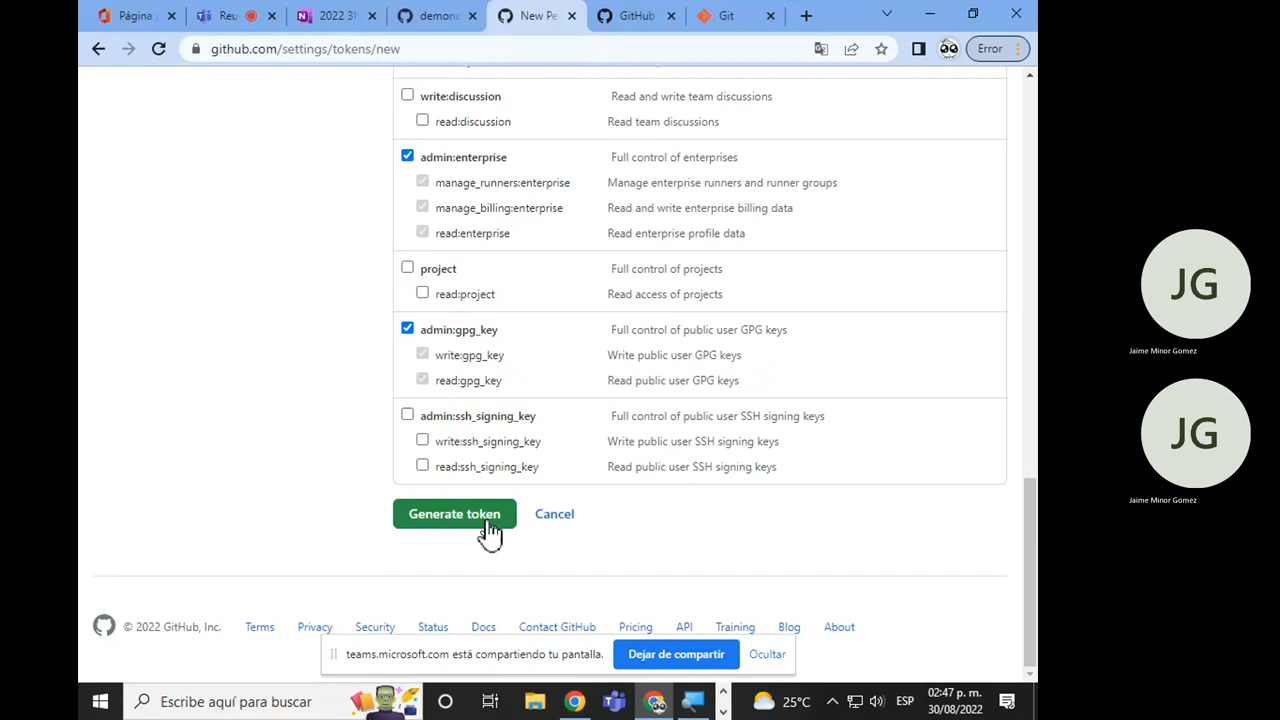 Página
Reu
2022 3
demona
New Pe
GitHub
Git
github.com/settings/tokens/new
Error
write:discussion Read and write team discussions
read:discussion Read team discussions
admin:enterprise Full control of enterprises
manage_runners:enterprise Manage enterprise runners and runner groups
manage_billing:enterprise Read and write enterprise billing data
read:enterprise Read enterprise profile data
project Full control of projects
read:project Read access of projects
admin:gpg_key Full control of public user GPG keys
write:gpg_key Write public user GPG keys
read:gpg_key Read public user GPG keys
admin:ssh_signing_key Full control of public user SSH signing keys
write:ssh_signing_key Write public user SSH signing keys
read:ssh_signing_key Read public user SSH signing keys
Generate token Cancel
© 2022 GitHub, Inc. Terms Privacy Security Status Docs Contact GitHub Pricing API Training Blog About
teams.microsoft.com está compartiendo tu pantalla. Dejar de compartir Ocultar
Escribe aquí para buscar
25°C
ESP
02:47 p. m.
30/08/2022
JG
Jaime Minor Gomez
JG
Jaime Minor Gomez